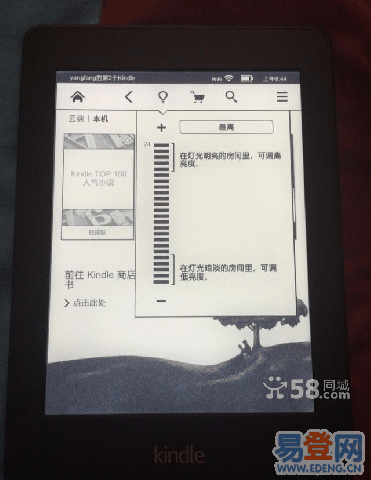 yangtang的第2个Kindle
上午8:44
云端 | 本机
+
最高
24
在灯光明亮的房间里，可调高
亮度。
Kindle TOP 100
人气小说
在灯光暗淡的房间里，可调
低亮度。
前往 Kindle 商店
书
点击此处
kindle
58同城
易登网
WWW.EDENG.CN